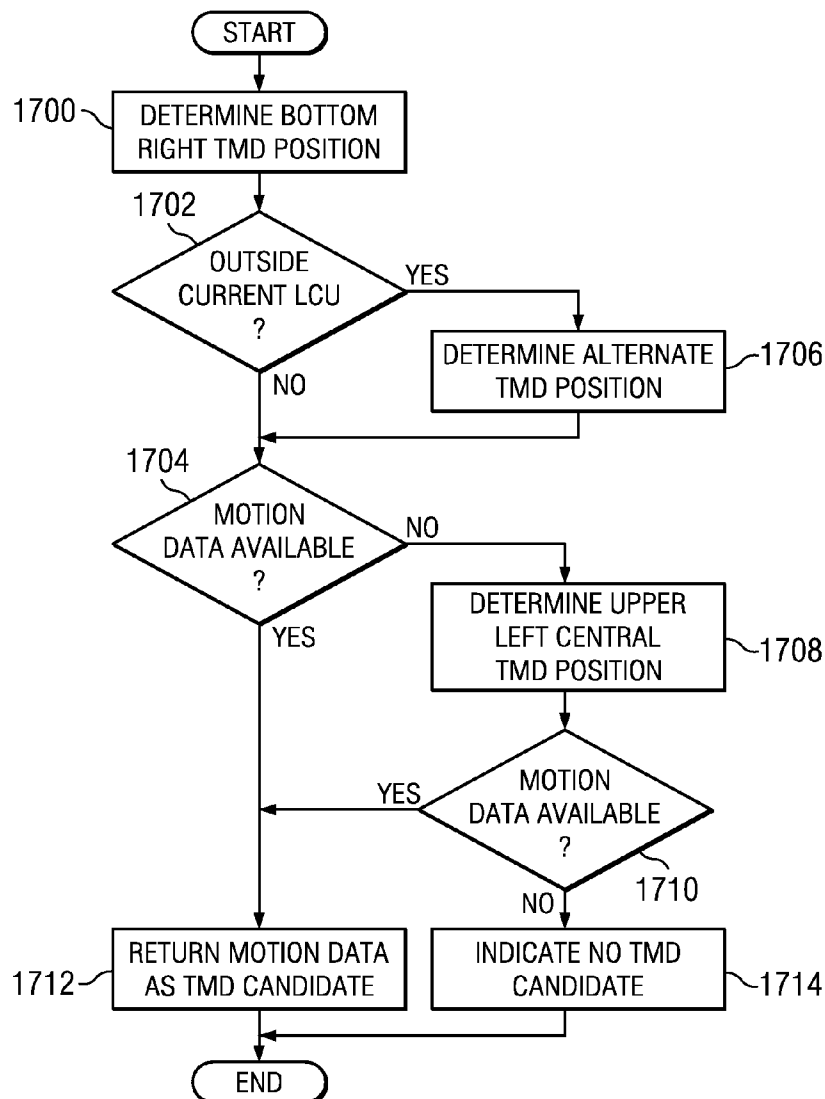 START
1700
DETERMINE BOTTOM
RIGHT TMD POSITION
1702
OUTSIDE
CURRENT LCU
?
YES
NO
DETERMINE ALTERNATE
TMD POSITION
1706
1704
MOTION
DATA AVAILABLE
?
NO
YES
DETERMINE UPPER
LEFT CENTRAL
TMD POSITION
1708
MOTION
DATA AVAILABLE
?
YES
1710
NO
RETURN MOTION DATA
AS TMD CANDIDATE
1712
INDICATE NO TMD
CANDIDATE
1714
END